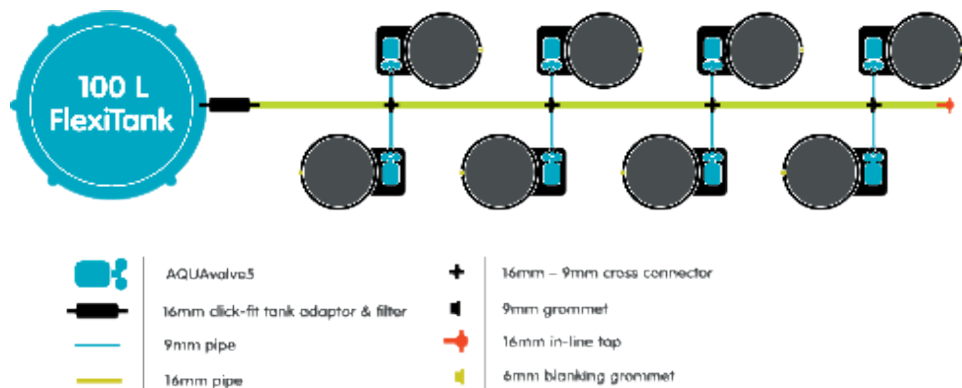 100 L
FlexiTank
AQUAvalve5
16mm – 9mm cross connector
16mm click-fit tank adaptor & filter
9mm grommet
9mm pipe
16mm in-line tap
16mm pipe
6mm blanking grommet